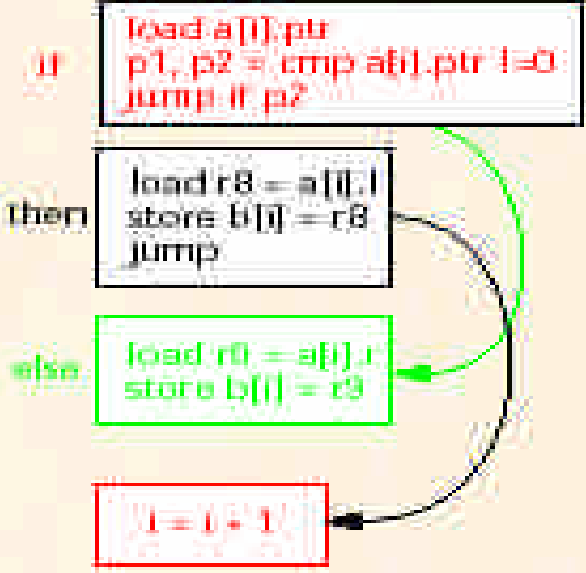 if
load a[i].ptr
p1, p2 = cmp a[i].ptr !=0
jump if p2
then
load r8 = a[i].l
store b[i] = r8
jump
else
load r9 = a[i].r
store b[i] = r9
i = i + 1